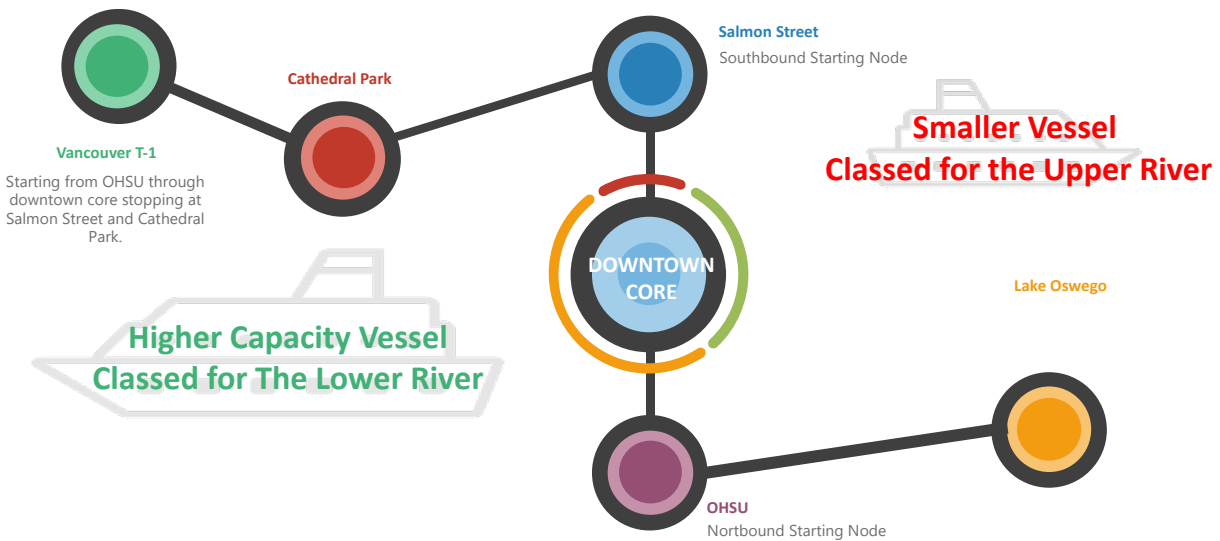 Salmon Street
Southbound Starting Node
Cathedral Park
Vancouver T-1
Starting from OHSU through
downtown core stopping at
Salmon Street and Cathedral
Park.
Smaller Vessel
Classed for the Upper River
DOWNTOWN
CORE
Lake Oswego
Higher Capacity Vessel
Classed for The Lower River
OHSU
Nortbound Starting Node